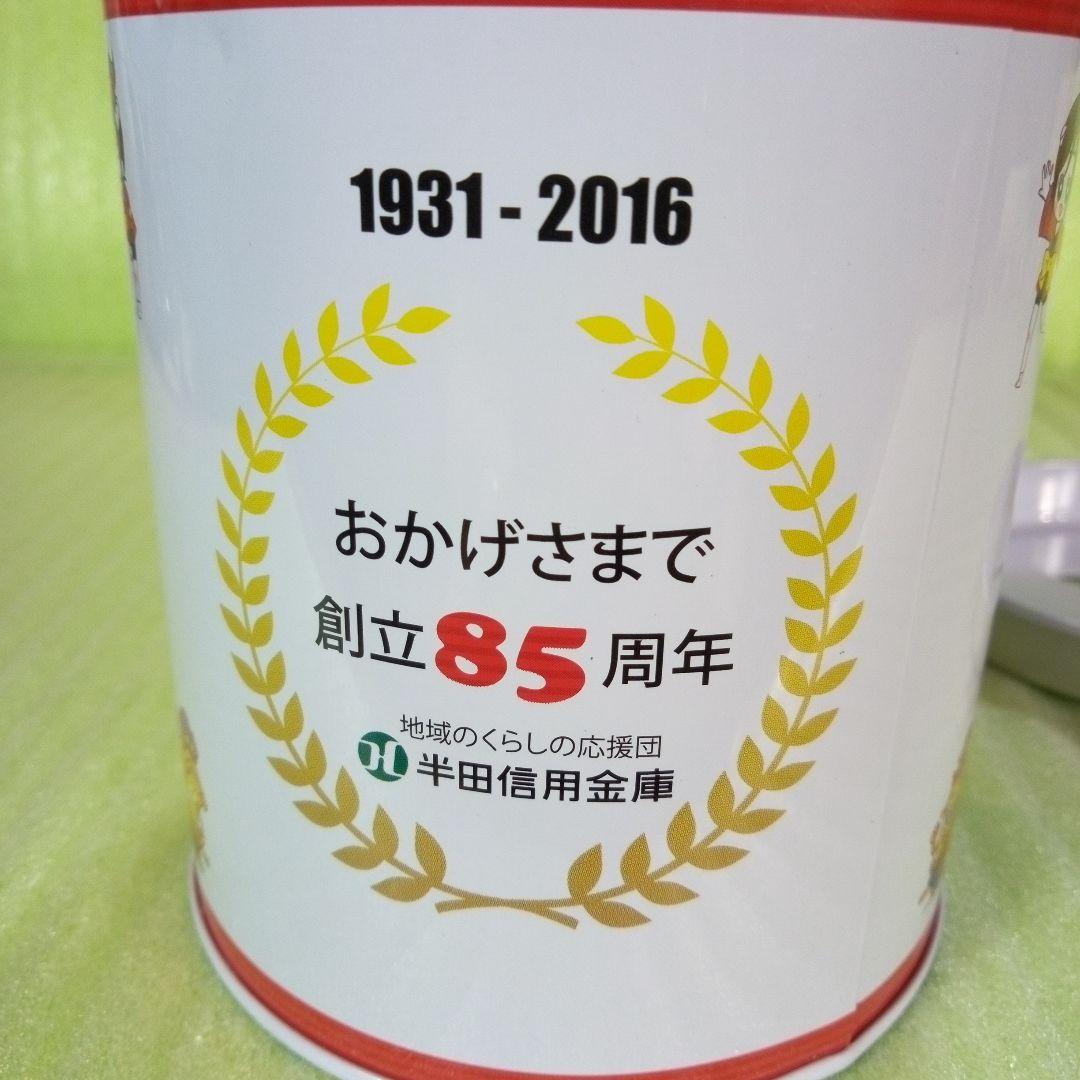 1931 - 2016
おかげさまで
創立85周年
地域のくらしの応援団
H 半田信用金庫